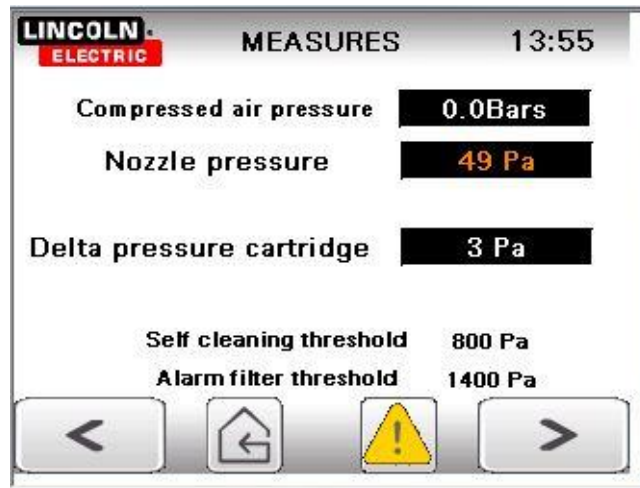 LINCOLN
ELECTRIC
MEASURES 13:55
Compressed air pressure 0.0Bars
Nozzle pressure 49 Pa
Delta pressure cartridge 3 Pa
Self cleaning threshold 800 Pa
Alarm filter threshold 1400 Pa
< ! >